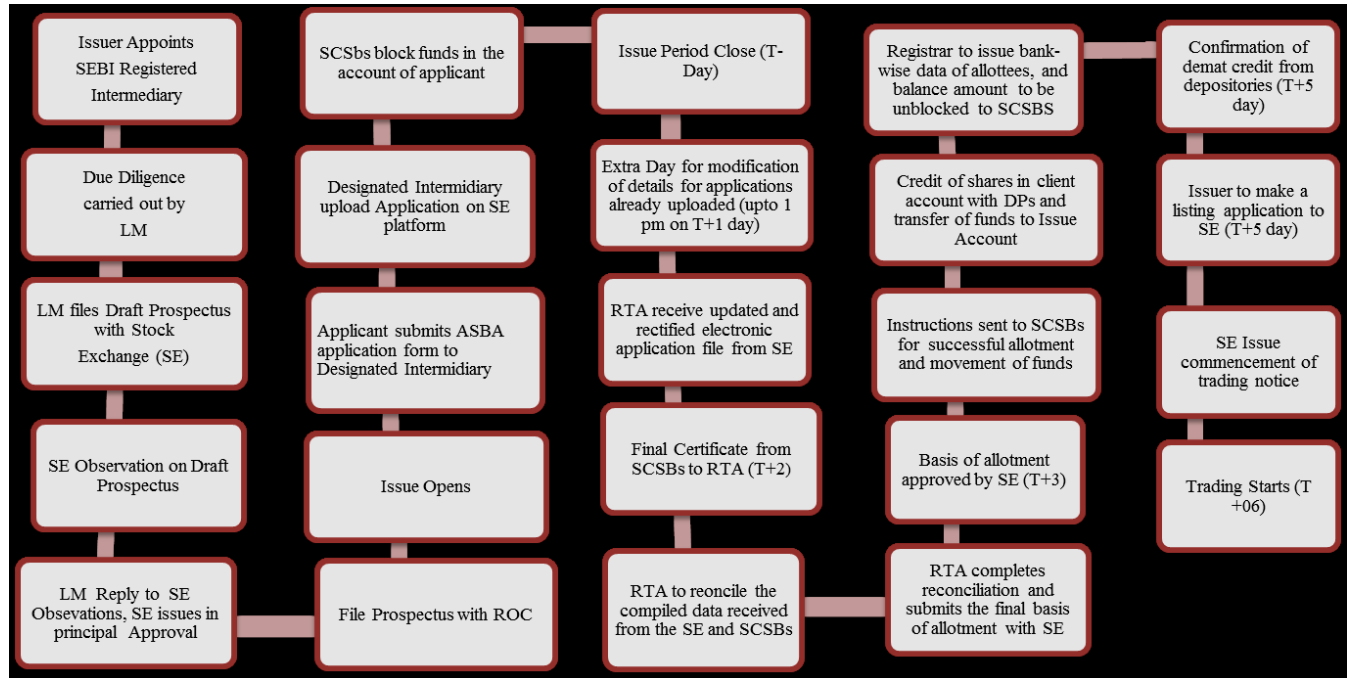 Issuer Appoints
SEBI Registered
Intermediary
Due Diligence
carried out by
LM
LM files Draft Prospectus
with Stock
Exchange (SE)
SE Observation on Draft
Prospectus
LM Reply to SE
Obsevations, SE issues in
principal Approval
File Prospectus with ROC
Issue Opens
Applicant submits ASBA
application form to
Designated Intermediary
Designated Intermidiary
upload Application on SE
platform
SCSbs block funds in the
account of applicant
Issue Period Close (T-
Day)
Extra Day for modification
of details for applications
already uploaded (upto 1
pm on T+1 day)
RTA receive updated and
rectified electronic
application file from SE
Final Certificate from
SCSBs to RTA (T+2)
RTA to reconcile the
compiled data received
from the SE and SCSBs
RTA completes
reconciliation and
submits the final basis
of allotment with SE
Basis of allotment
approved by SE (T+3)
Instructions sent to SCSBs
for successful allotment
and movement of funds
Credit of shares in client
account with DPs and
transfer of funds to Issue
Account
Registrar to issue bank-
wise data of allottees, and
balance amount to be
unblocked to SCSBS
Confirmation of
demat credit from
depositories (T+5
day)
Issuer to make a
listing application to
SE (T+5 day)
SE Issue
commencement of
trading notice
Trading Starts (T
+06)